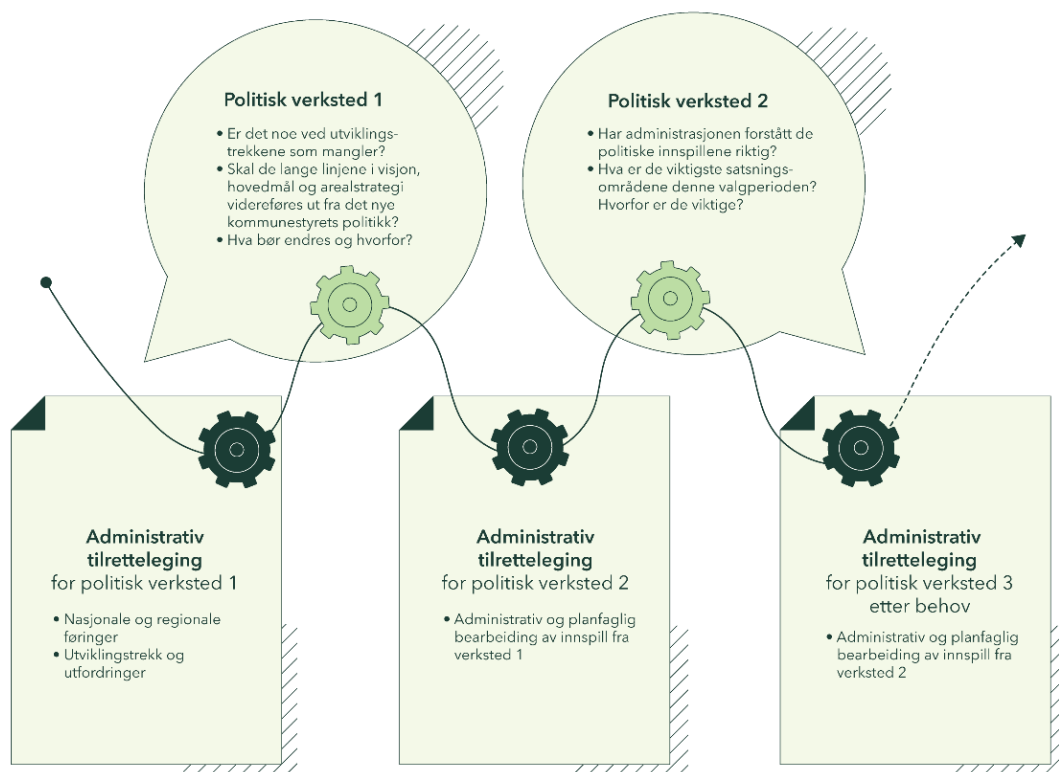 Politisk verksted 1
• Er det noe ved utviklings-
trekkene som mangler?
• Skal de lange linjene i visjon,
hovedmål og arealstrategi
videreføres ut fra det nye
kommunestyrets politikk?
• Hva bør endres og hvorfor?
Politisk verksted 2
• Har administrasjonen forstått de
politiske innspillene riktig?
• Hva er de viktigste satsnings-
områdene denne valgperioden?
Hvorfor er de viktige?
Administrativ
tilretteleging
for politisk verksted 1
• Nasjonale og regionale
føringer
• Utviklingstrekk og
utfordringer
Administrativ
tilretteleging
for politisk verksted 2
• Administrativ og planfaglig
bearbeiding av innspill fra
verksted 1
Administrativ
tilretteleging
for politisk verksted 3
etter behov
• Administrativ og planfaglig
bearbeiding av innspill fra
verksted 2